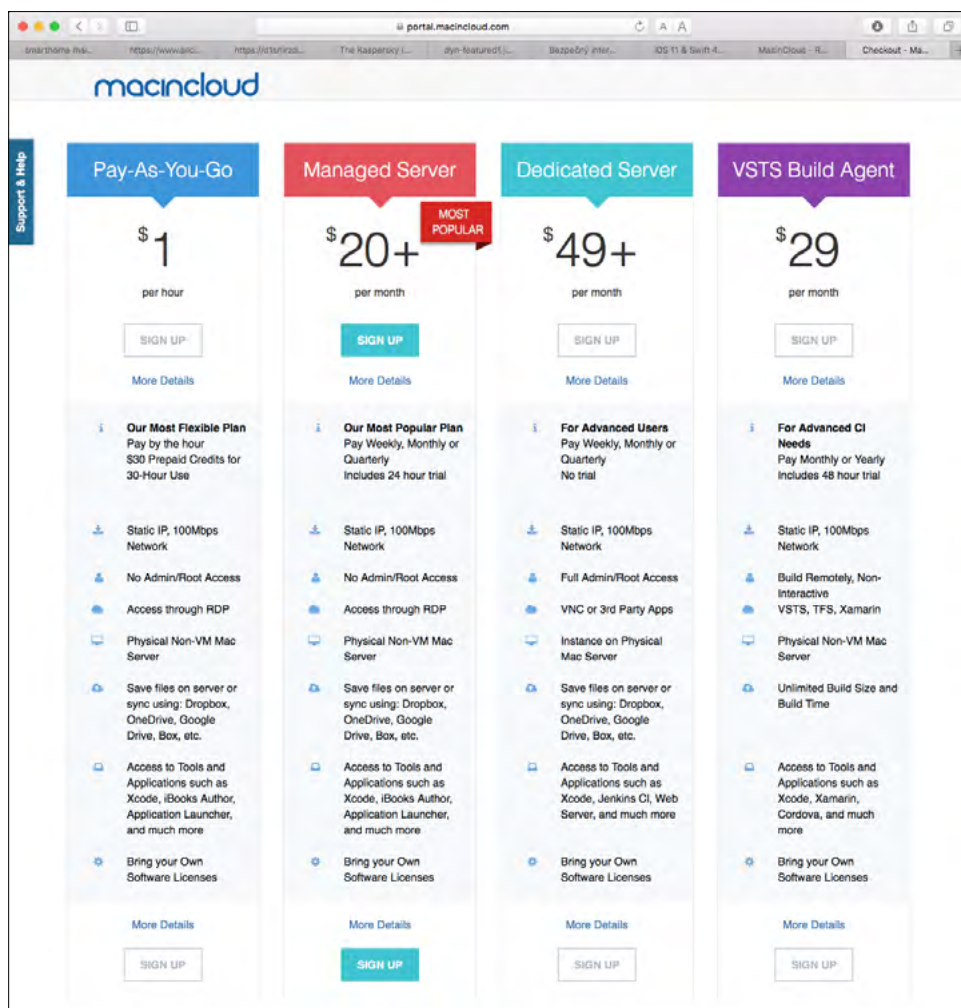 portal.macincloud.com
A A
smarthome mai...
The Kaspersky I...
dyn-featured1.j...
Bezpečný inter...
iOS 11 & Swift 4...
MacinCloud - R...
Checkout - Ma...
macincloud
Support & Help
Pay-As-You-Go
$1
per hour
SIGN UP
More Details
Our Most Flexible Plan
Pay by the hour
$30 Prepaid Credits for
30-Hour Use
Static IP, 100Mbps
Network
No Admin/Root Access
Access through RDP
Physical Non-VM Mac
Server
Save files on server or
sync using: Dropbox,
OneDrive, Google
Drive, Box, etc.
Access to Tools and
Applications such as
Xcode, iBooks Author,
Application Launcher,
and much more
Bring your Own
Software Licenses
More Details
SIGN UP
Managed Server
MOST
POPULAR
$20+
per month
SIGN UP
More Details
Our Most Popular Plan
Pay Weekly, Monthly or
Quarterly
Includes 24 hour trial
Static IP, 100Mbps
Network
No Admin/Root Access
Access through RDP
Physical Non-VM Mac
Server
Save files on server or
sync using: Dropbox,
OneDrive, Google
Drive, Box, etc.
Access to Tools and
Applications such as
Xcode, iBooks Author,
Application Launcher,
and much more
Bring your Own
Software Licenses
More Details
SIGN UP
Dedicated Server
$49+
per month
SIGN UP
More Details
For Advanced Users
Pay Weekly, Monthly or
Quarterly
No trial
Static IP, 100Mbps
Network
Full Admin/Root Access
VNC or 3rd Party Apps
Instance on Physical
Mac Server
Save files on server or
sync using: Dropbox,
OneDrive, Google
Drive, Box, etc.
Access to Tools and
Applications such as
Xcode, Jenkins CI, Web
Server, and much more
Bring your Own
Software Licenses
More Details
SIGN UP
VSTS Build Agent
$29
per month
SIGN UP
More Details
For Advanced CI
Needs
Pay Monthly or Yearly
Includes 48 hour trial
Static IP, 100Mbps
Network
Build Remotely, Non-
Interactive
VSTS, TFS, Xamarin
Physical Non-VM Mac
Server
Unlimited Build Size and
Build Time
Access to Tools and
Applications such as
Xcode, Xamarin,
Cordova, and much
more
Bring your Own
Software Licenses
More Details
SIGN UP